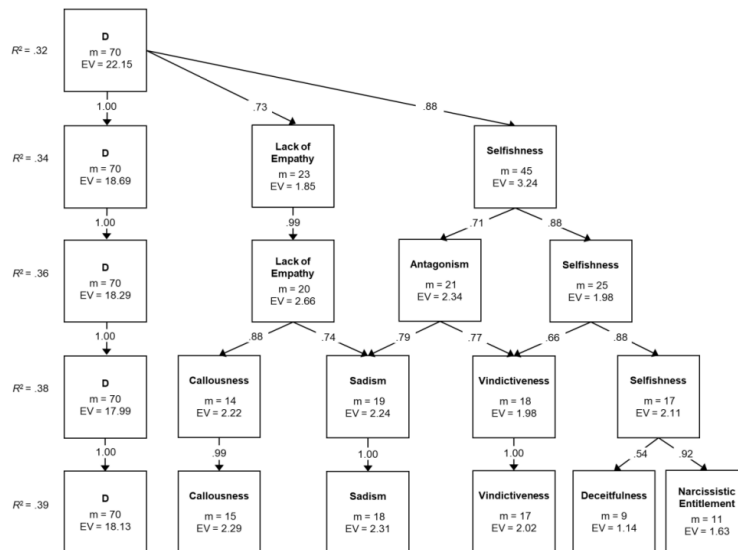 D
R² = .32
m = 70
EV = 22.15
1.00
.73
.88
D
Lack of
Empathy
Selfishness
R² = .34
m = 70
EV = 18.69
m = 23
EV = 1.85
m = 45
EV = 3.24
1.00
.99
.71
.88
D
Lack of
Empathy
Antagonism
Selfishness
R² = .36
m = 70
EV = 18.29
m = 20
EV = 2.66
m = 21
EV = 2.34
m = 25
EV = 1.98
1.00
.88
.74
.79
.77
.66
.88
D
Callousness
Sadism
Vindictiveness
Selfishness
R² = .38
m = 70
EV = 17.99
m = 14
EV = 2.22
m = 19
EV = 2.24
m = 18
EV = 1.98
m = 17
EV = 2.11
1.00
.99
1.00
1.00
.54
.92
D
Callousness
Sadism
Vindictiveness
Deceitfulness
Narcissistic
Entitlement
R² = .39
m = 70
EV = 18.13
m = 15
EV = 2.29
m = 18
EV = 2.31
m = 17
EV = 2.02
m = 9
EV = 1.14
m = 11
EV = 1.63